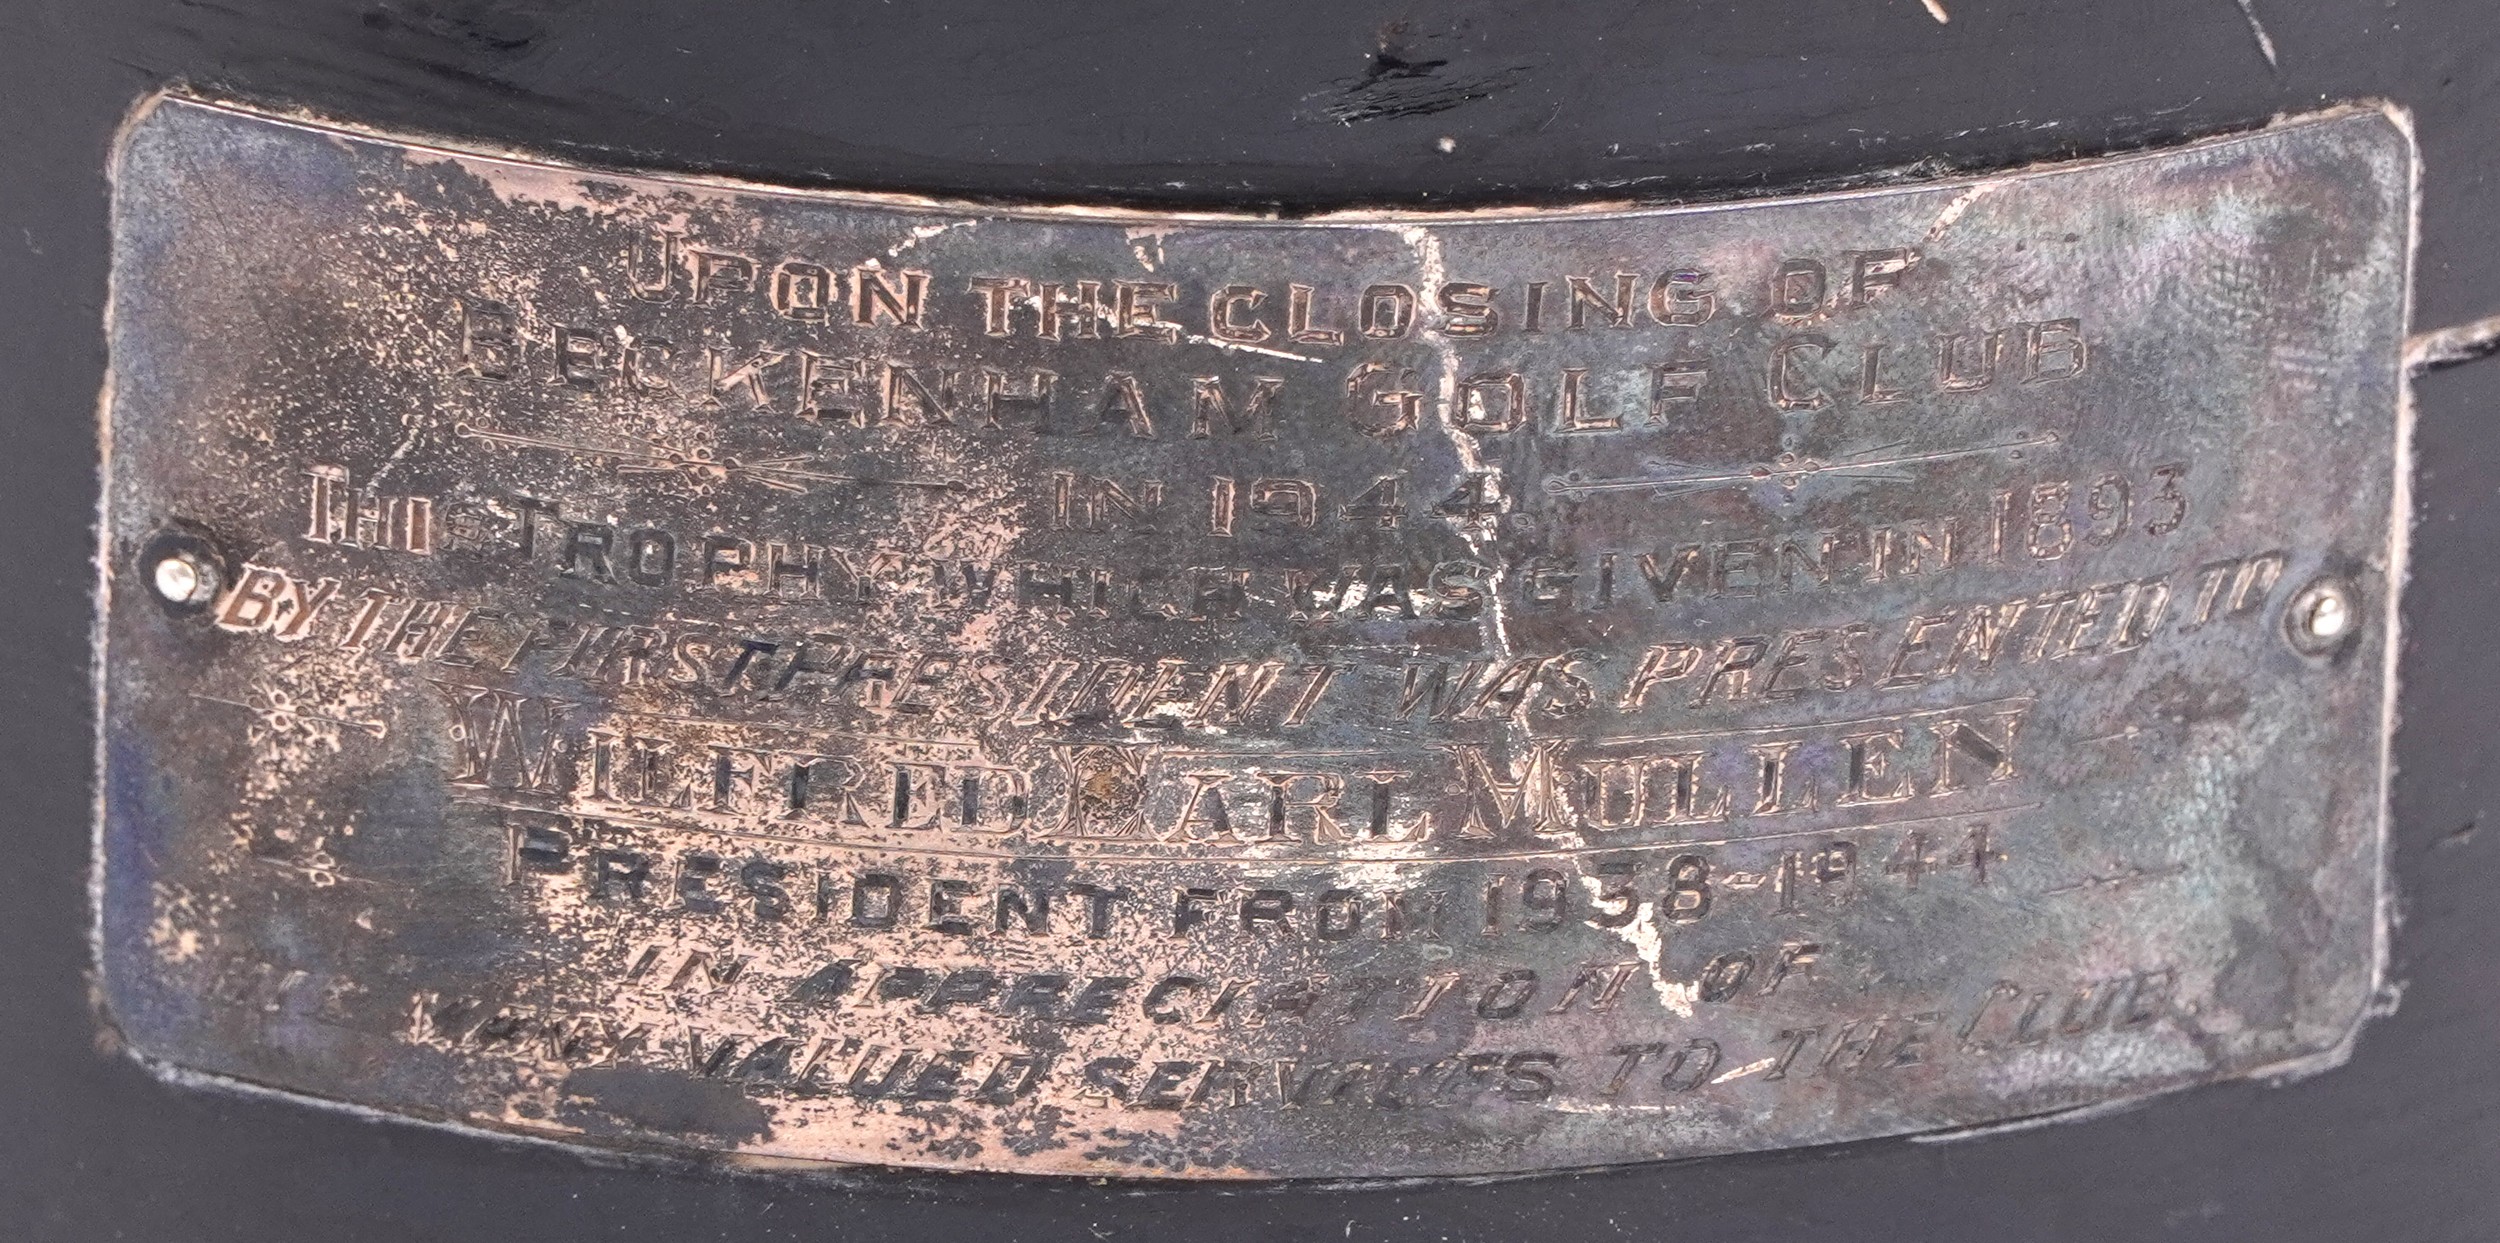 UPON THE CLOSING OF
BECKENHAM GOLF CLUB
IN 1944.
THIS TROPHY WHICH WAS GIVEN IN 1893
BY THE FIRST PRESIDENT WAS PRESENTED TO
WILFRED EARL MULLEN
PRESIDENT FROM 1938-1944
IN APPRECIATION OF
MANY VALUED SERVICES TO THE CLUB.